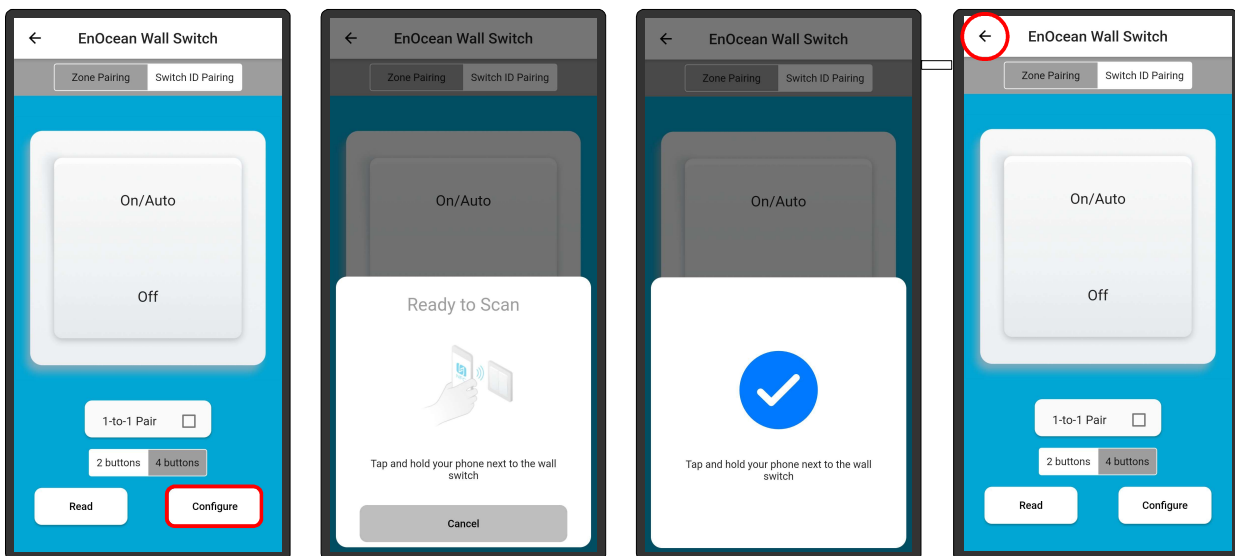 EnOcean Wall Switch
Zone Pairing Switch ID Pairing
On/Auto
Off
1-to-1 Pair
2 buttons 4 buttons
Read Configure
EnOcean Wall Switch
Zone Pairing Switch ID Pairing
On/Auto
Ready to Scan
Tap and hold your phone next to the wall
switch
Cancel
EnOcean Wall Switch
Zone Pairing Switch ID Pairing
On/Auto
Tap and hold your phone next to the wall
switch
EnOcean Wall Switch
Zone Pairing Switch ID Pairing
On/Auto
Off
1-to-1 Pair
2 buttons 4 buttons
Read Configure